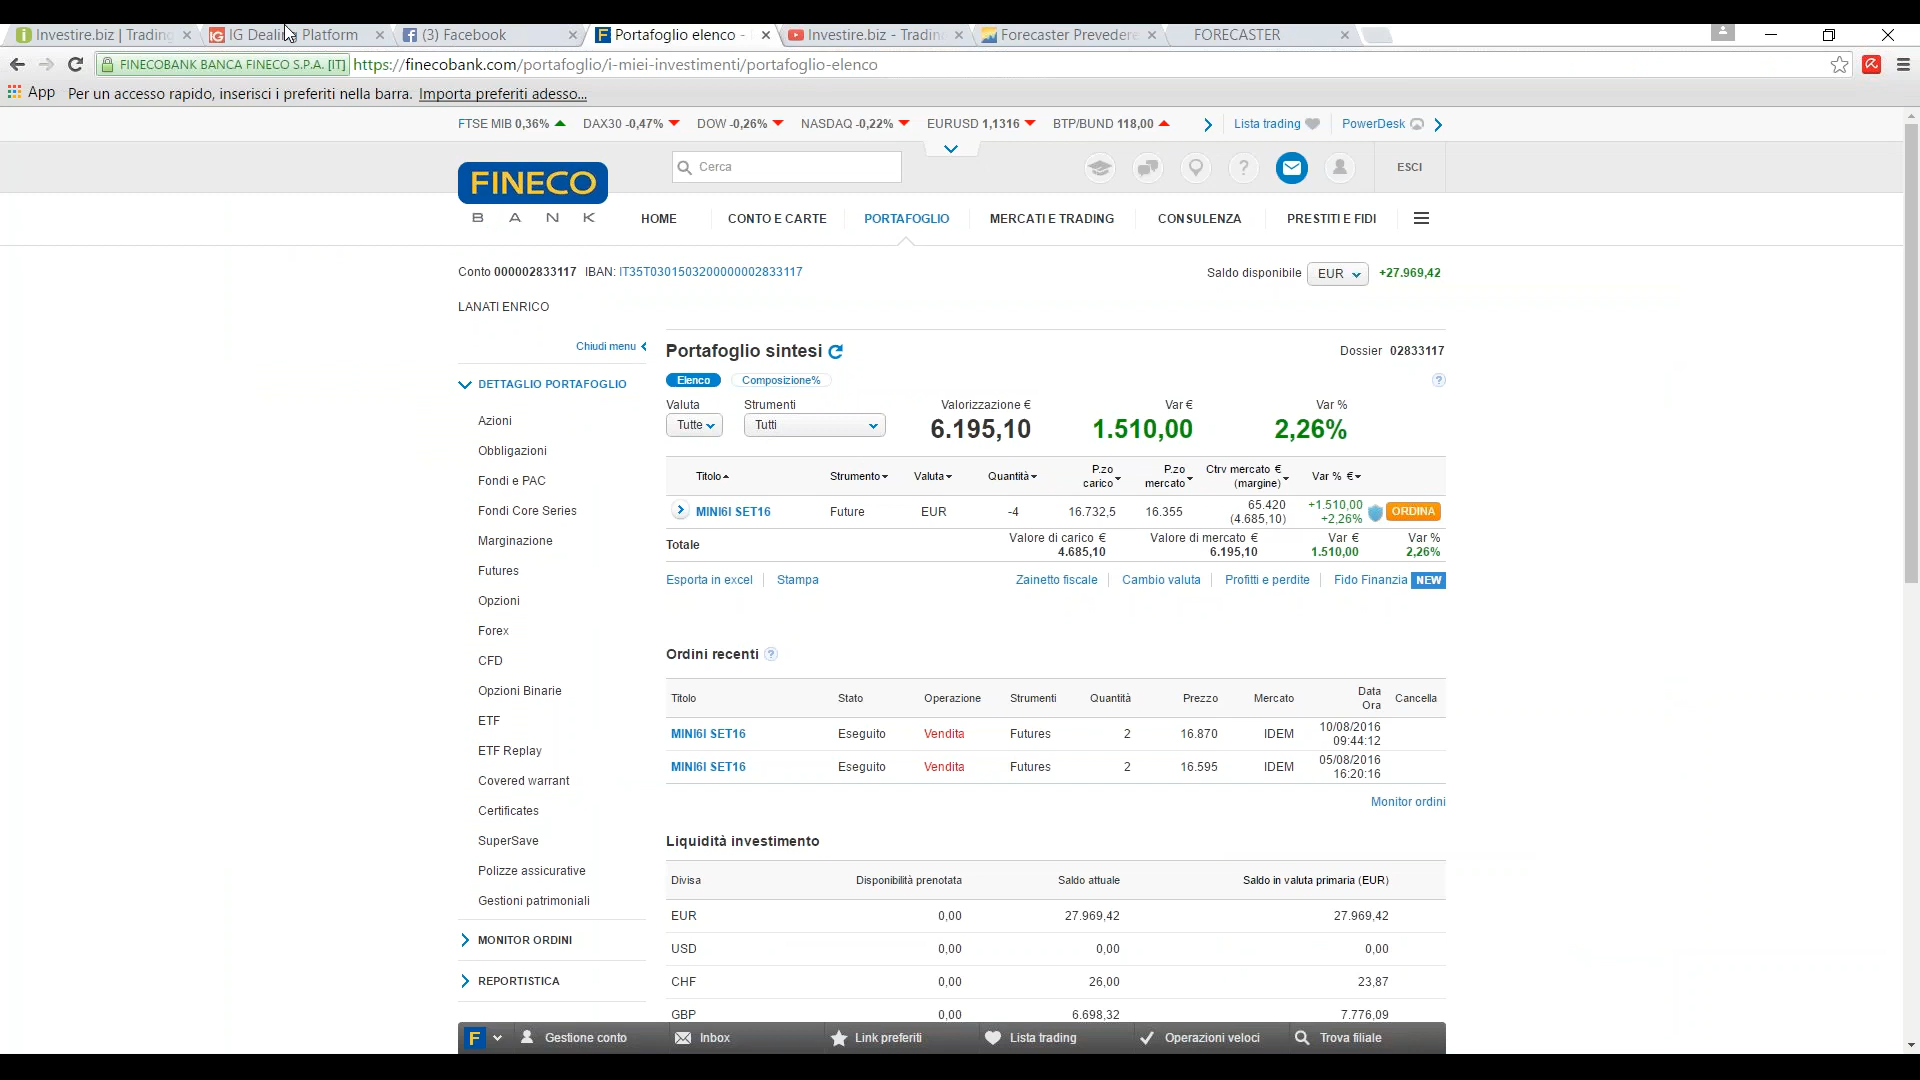 Investire.biz | Trading
IG Dealing Platform
(3) Facebook
Portafoglio elenco -
Investire.biz - Tradin
Forecaster Prevedere
FORECASTER
FINECOBANK BANCA FINECO S.P.A. [IT] https://finecobank.com/portafoglio/i-miei-investimenti/portafoglio-elenco
App Per un accesso rapido, inserisci i preferiti nella barra. Importa preferiti adesso...
FTSE MIB 0,36% DAX30 -0,47% DOW -0,26% NASDAQ -0,22% EURUSD 1,1316 BTP/BUND 118,00 Lista trading PowerDesk
Cerca
ESCI
FINECO
BANK
HOME CONTO E CARTE PORTAFOGLIO MERCATI E TRADING CONSULENZA PRESTITI E FIDI
Conto 000002833117 IBAN: IT35T0301503200000002833117 Saldo disponibile EUR +27.969,42
LANATI ENRICO
Chiudi menu
DETTAGLIO PORTAFOGLIO
Azioni
Obbligazioni
Fondi e PAC
Fondi Core Series
Marginazione
Futures
Opzioni
Forex
CFD
Opzioni Binarie
ETF
ETF Replay
Covered warrant
Certificates
SuperSave
Polizze assicurative
Gestioni patrimoniali
MONITOR ORDINI
REPORTISTICA
Portafoglio sintesi Dossier 02833117
Elenco Composizione% ?
Valuta Strumenti Valorizzazione € Var € Var %
Tutte Tutti 6.195,10 1.510,00 2,26%
Titolo Strumento Valuta Quantità P.zo carico P.zo mercato Ctrv mercato € (margine) Var % €
MINI6I SET16 Future EUR -4 16.732,5 16.355 65.420 (4.685,10) +1.510,00 +2,26% ORDINA
Totale Valore di carico € 4.685,10 Valore di mercato € 6.195,10 Var € 1.510,00 Var % 2,26%
Esporta in excel Stampa Zainetto fiscale Cambio valuta Profitti e perdite Fido Finanzia NEW
Ordini recenti ?
Titolo Stato Operazione Strumenti Quantità Prezzo Mercato Data Ora Cancella
MINI6I SET16 Eseguito Vendita Futures 2 16.870 IDEM 10/08/2016 09:44:12
MINI6I SET16 Eseguito Vendita Futures 2 16.595 IDEM 05/08/2016 16:20:16
Monitor ordini
Liquidità investimento
Divisa Disponibilità prenotata Saldo attuale Saldo in valuta primaria (EUR)
EUR 0,00 27.969,42 27.969,42
USD 0,00 0,00 0,00
CHF 0,00 26,00 23,87
GBP 0,00 6.698,32 7.776,09
F Gestione conto Inbox Link preferiti Lista trading Operazioni veloci Trova filiale